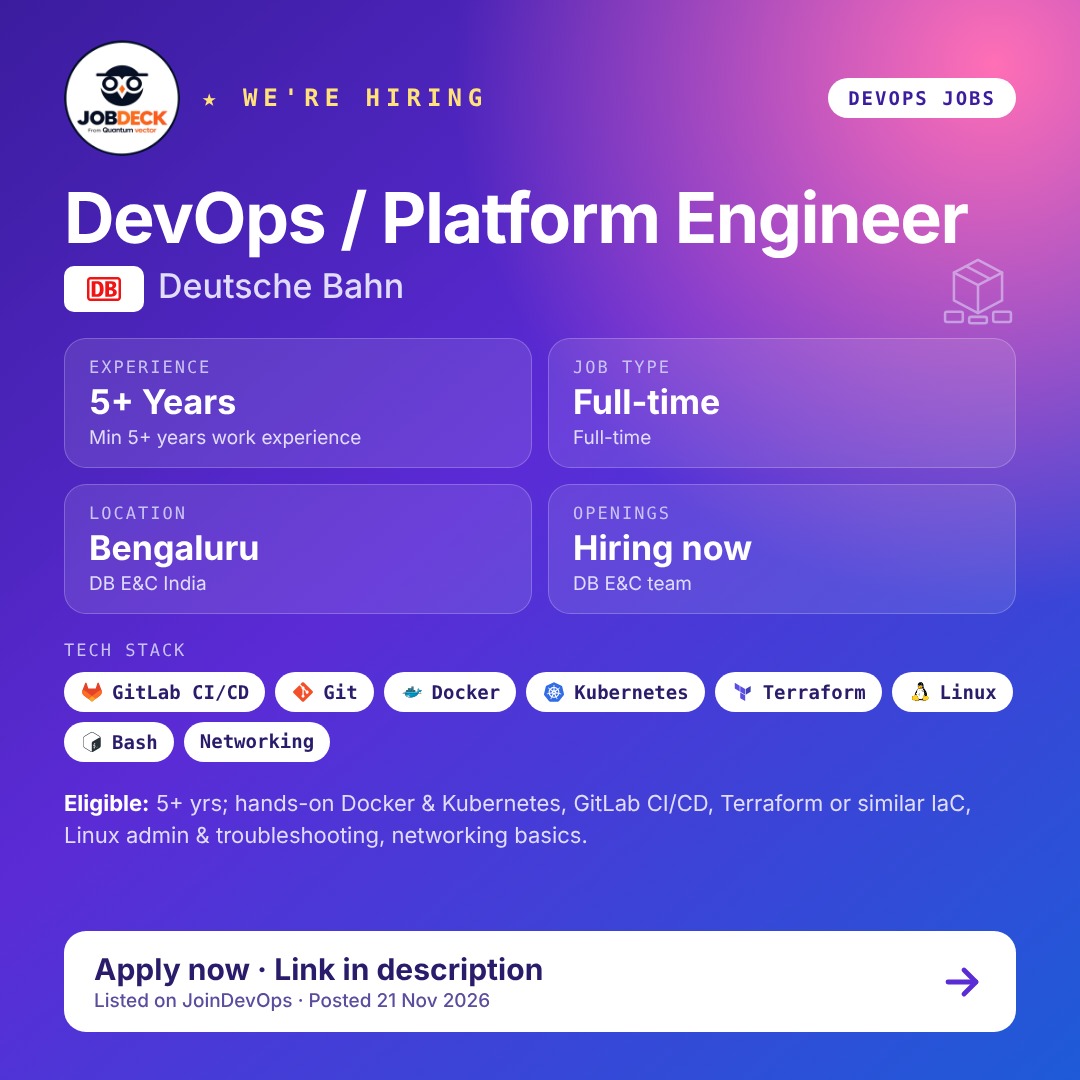 JOBDECK
From Quantum vector
★ WE'RE HIRING
DEVOPS JOBS
DevOps / Platform Engineer
DB
Deutsche Bahn
EXPERIENCE
5+ Years
Min 5+ years work experience
JOB TYPE
Full-time
Full-time
LOCATION
Bengaluru
DB E&C India
OPENINGS
Hiring now
DB E&C team
TECH STACK
GitLab CI/CD
Git
Docker
Kubernetes
Terraform
Linux
Bash
Networking
Eligible: 5+ yrs; hands-on Docker & Kubernetes, GitLab CI/CD, Terraform or similar IaC,
Linux admin & troubleshooting, networking basics.
Apply now · Link in description
Listed on JoinDevOps · Posted 21 Nov 2026